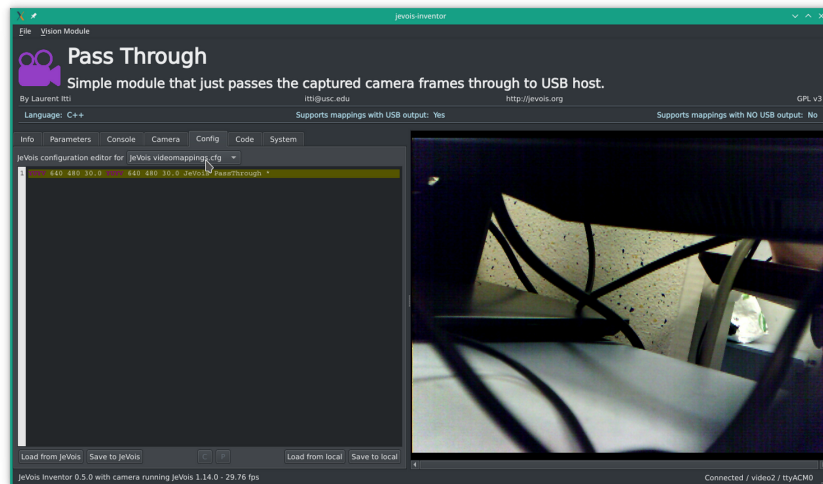 jevois-inventor
File Vision Module
Pass Through
Simple module that just passes the captured camera frames through to USB host.
By Laurent Itti itti@usc.edu http://jevois.org GPL v3
Language: C++ Supports mappings with USB output: Yes Supports mappings with NO USB output: No
Info Parameters Console Camera Config Code System
JeVois configuration editor for JeVois videomappings.cfg
1 640 480 30.0 640 480 30.0 JeVois PassThrough *
Load from JeVois Save to JeVois C P Load from local Save to local
JeVois Inventor 0.5.0 with camera running JeVois 1.14.0 - 29.76 fps Connected / video2 / ttyACM0